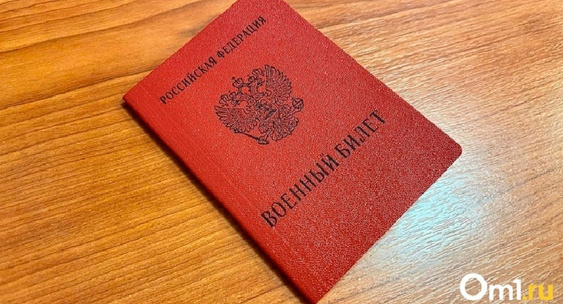 РОССИЙСКАЯ ФЕДЕРАЦИЯ
ВОЕННЫЙ БИЛЕТ
Om1.ru